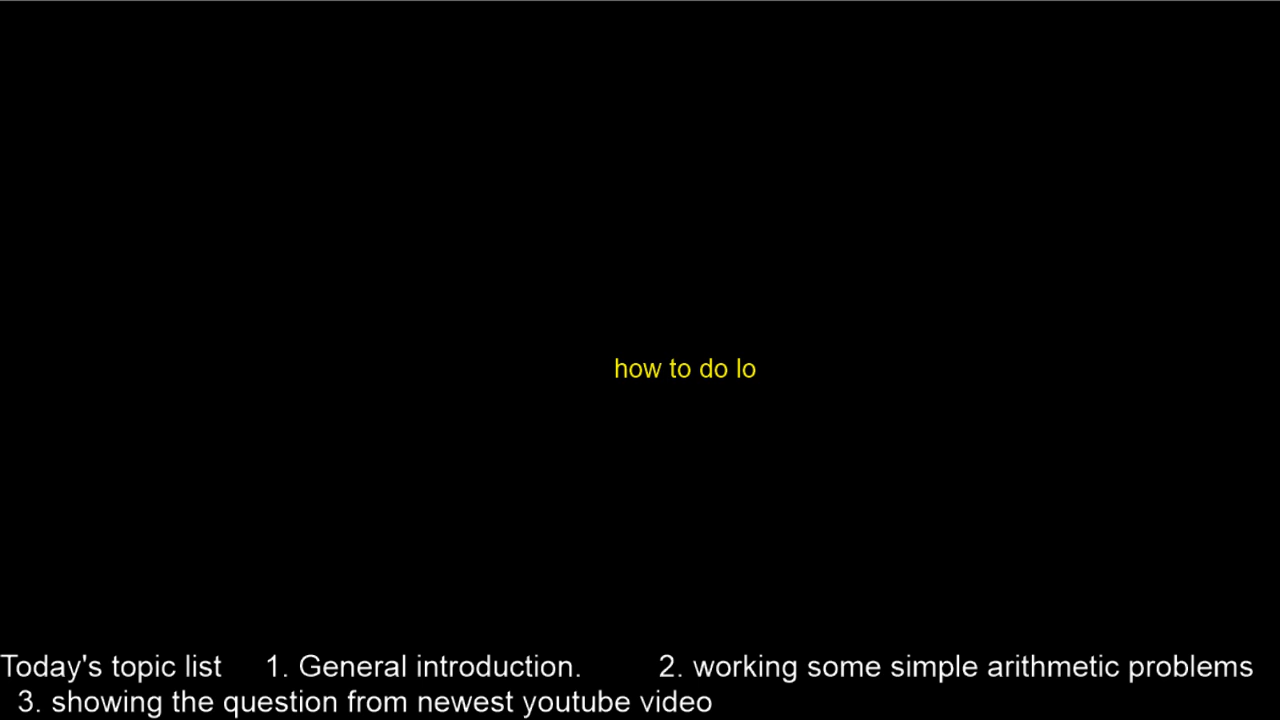 how to do lo
Today's topic list 1. General introduction. 2. working some simple arithmetic problems
3. showing the question from newest youtube video